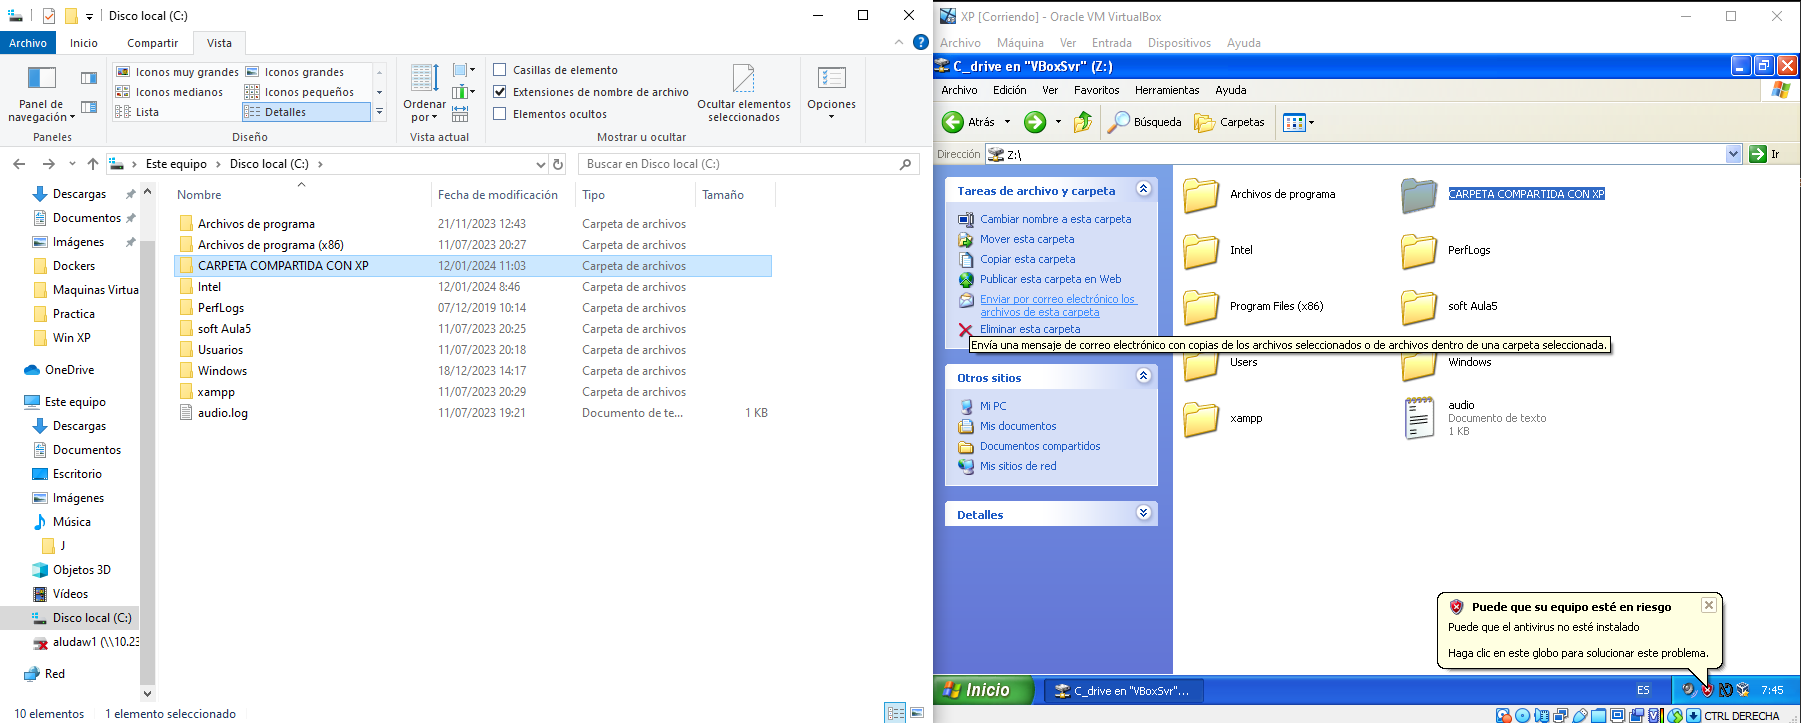 Disco local (C:)
Archivo
Inicio
Compartir
Vista
Panel de navegación
Paneles
Iconos muy grandes
Iconos grandes
Iconos medianos
Iconos pequeños
Lista
Detalles
Diseño
Ordenar por
Vista actual
Casillas de elemento
Extensiones de nombre de archivo
Elementos ocultos
Ocultar elementos seleccionados
Mostrar u ocultar
Opciones
Este equipo
Disco local (C:)
Buscar en Disco local (C:)
Descargas
Documentos
Imágenes
Dockers
Maquinas Virtua
Practica
Win XP
OneDrive
Este equipo
Descargas
Documentos
Escritorio
Imágenes
Música
J
Objetos 3D
Vídeos
Disco local (C:)
aludaw1 (\\10.23
Red
Nombre Fecha de modificación Tipo Tamaño
Archivos de programa 21/11/2023 12:43 Carpeta de archivos
Archivos de programa (x86) 11/07/2023 20:27 Carpeta de archivos
CARPETA COMPARTIDA CON XP 12/01/2024 11:03 Carpeta de archivos
Intel 12/01/2024 8:46 Carpeta de archivos
PerfLogs 07/12/2019 10:14 Carpeta de archivos
soft Aula5 11/07/2023 20:25 Carpeta de archivos
Usuarios 11/07/2023 20:18 Carpeta de archivos
Windows 18/12/2023 14:17 Carpeta de archivos
xampp 11/07/2023 20:29 Carpeta de archivos
audio.log 11/07/2023 19:21 Documento de te... 1 KB
10 elementos 1 elemento seleccionado
XP [Corriendo] - Oracle VM VirtualBox
Archivo Máquina Ver Entrada Dispositivos Ayuda
C_drive en "VBoxSvr" (Z:)
Archivo Edición Ver Favoritos Herramientas Ayuda
Atrás Búsqueda Carpetas
Dirección Z:\ Ir
Tareas de archivo y carpeta
Cambiar nombre a esta carpeta
Mover esta carpeta
Copiar esta carpeta
Publicar esta carpeta en Web
Enviar por correo electrónico los
archivos de esta carpeta
Eliminar esta carpeta
Envía una mensaje de correo electrónico con copias de los archivos seleccionados o de archivos dentro de una carpeta seleccionada.
Otros sitios
Mi PC
Mis documentos
Documentos compartidos
Mis sitios de red
Detalles
Archivos de programa
CARPETA COMPARTIDA CON XP
Intel
PerfLogs
Program Files (x86)
soft Aula5
Users
Windows
xampp
audio
Documento de texto
1 KB
Puede que su equipo esté en riesgo
Puede que el antivirus no esté instalado
Haga clic en este globo para solucionar este problema.
Inicio
C_drive en "VBoxSvr"...
ES
7:45
CTRL DERECHA